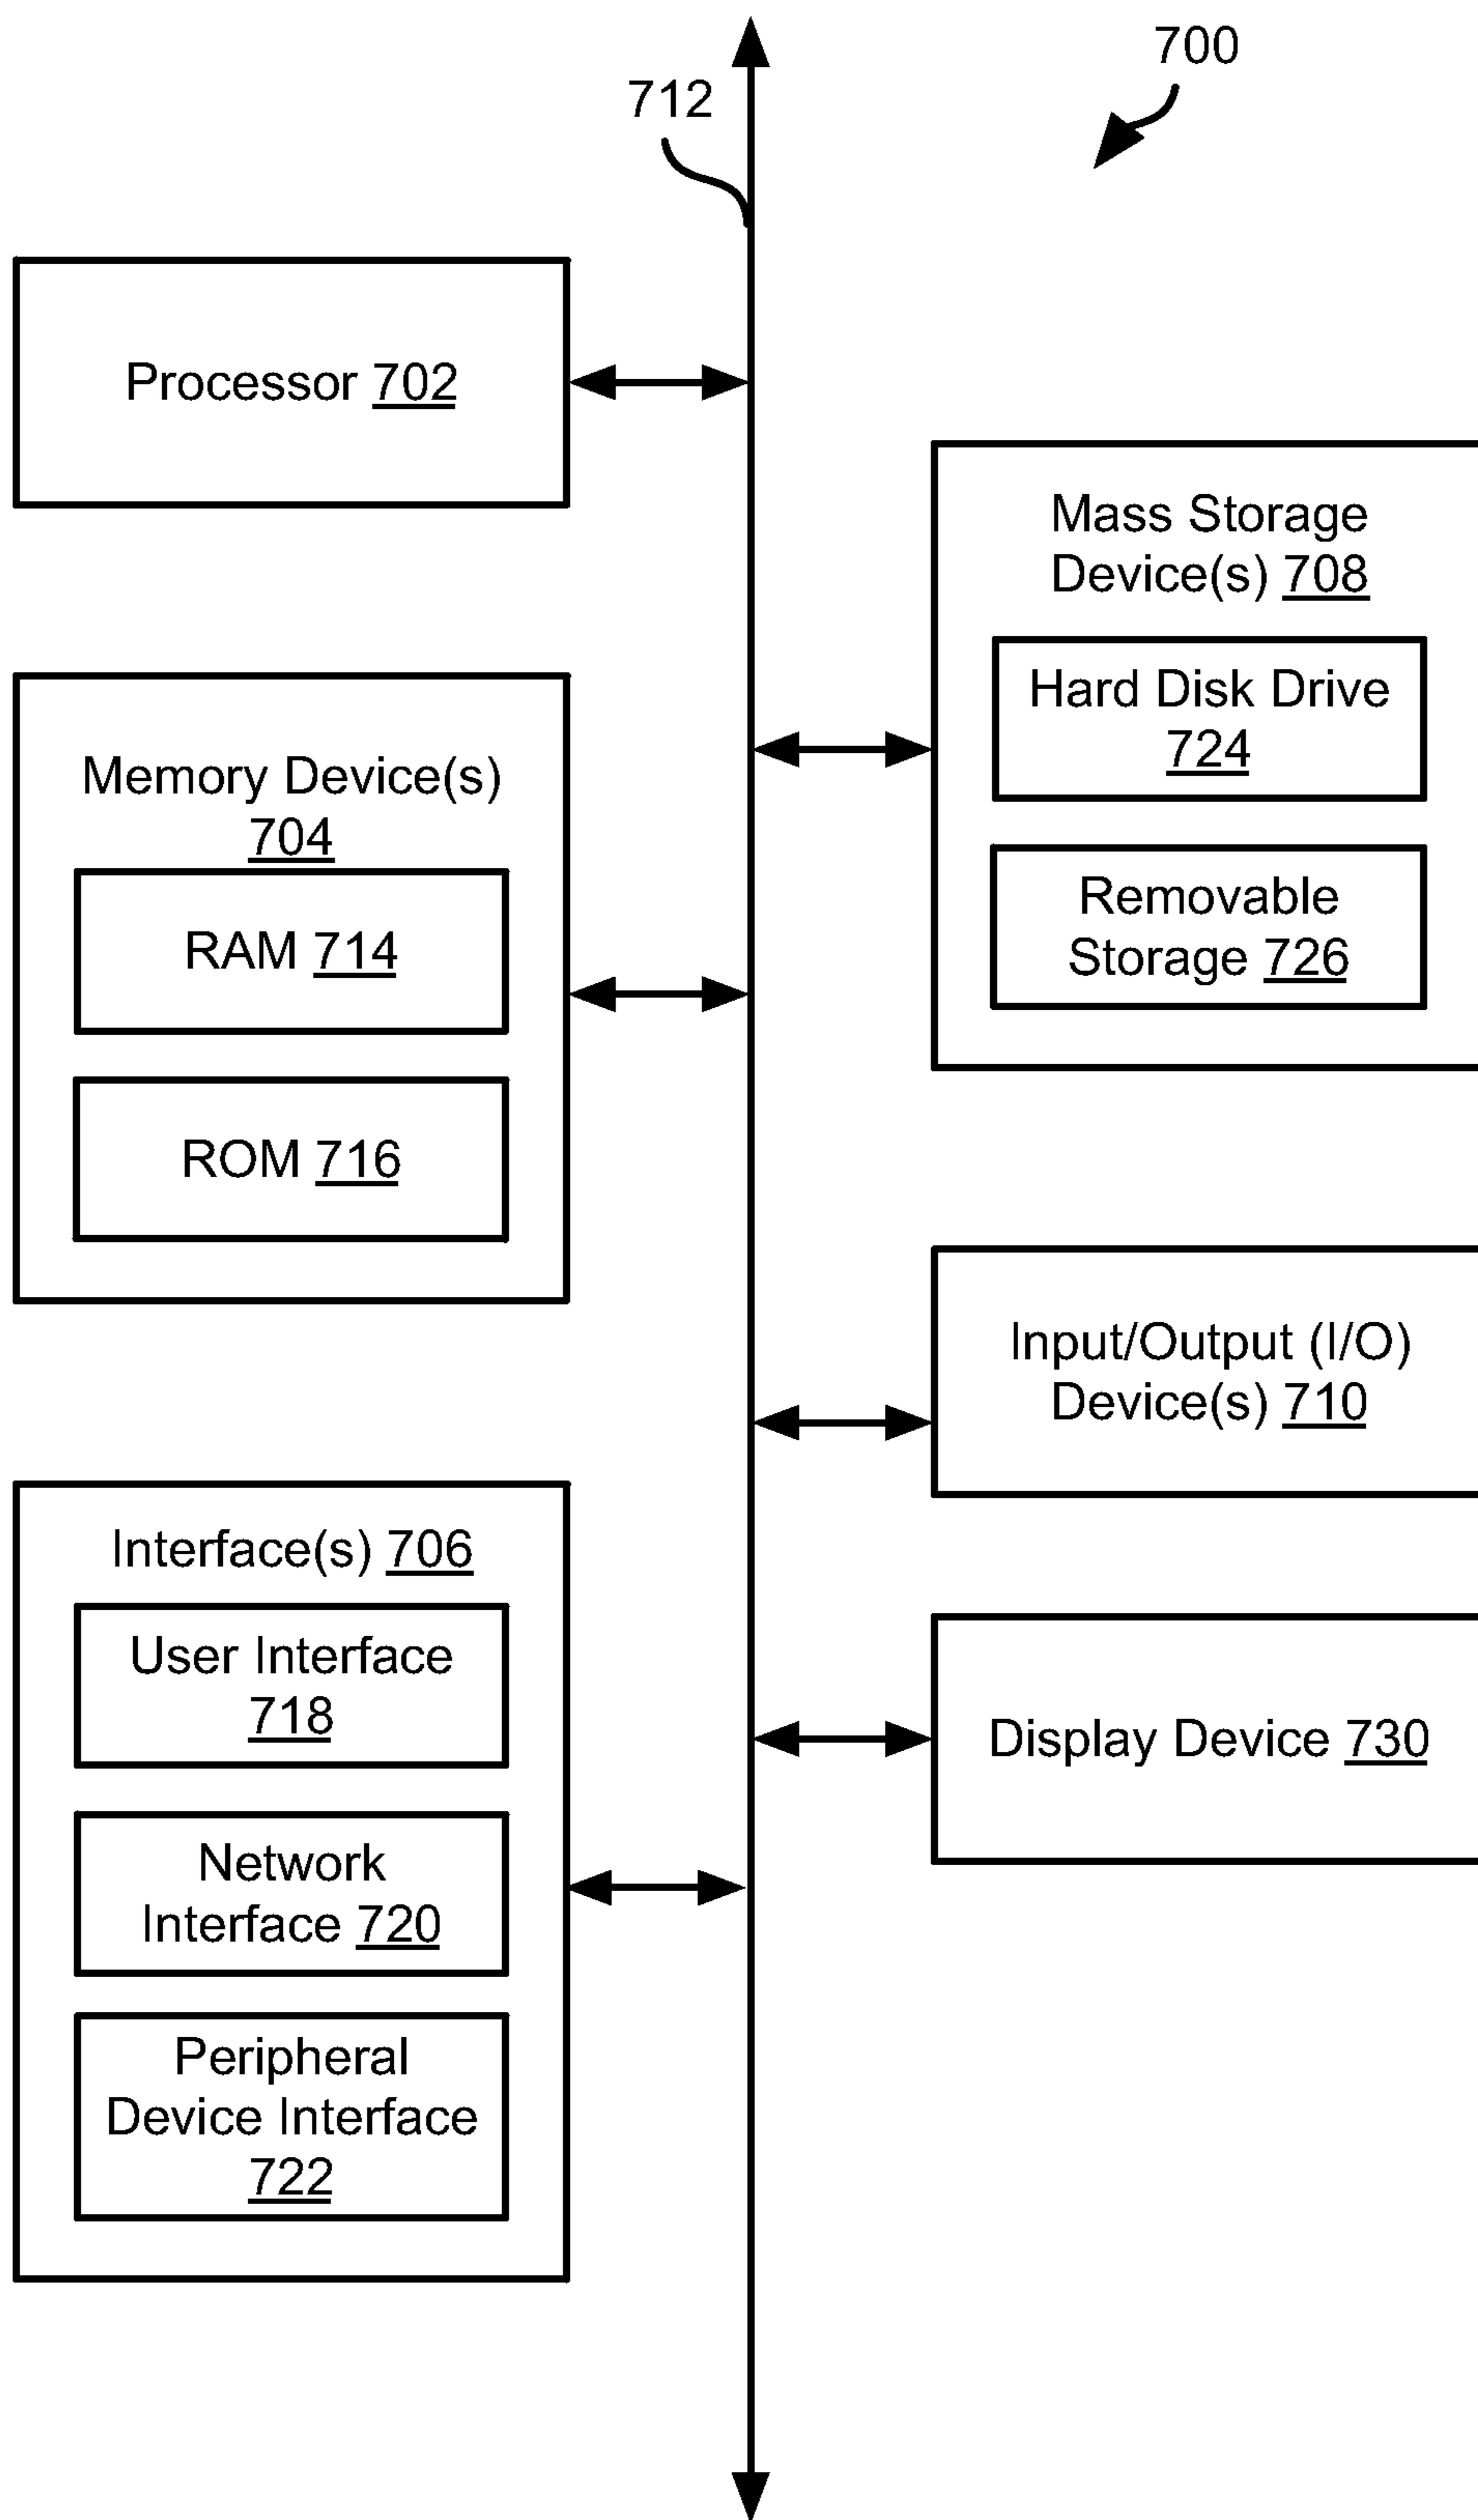 700
712
Processor 702
Mass Storage
Device(s) 708
Hard Disk Drive
724
Removable
Storage 726
Memory Device(s)
704
RAM 714
ROM 716
Input/Output (I/O)
Device(s) 710
Interface(s) 706
User Interface
718
Network
Interface 720
Peripheral
Device Interface
722
Display Device 730